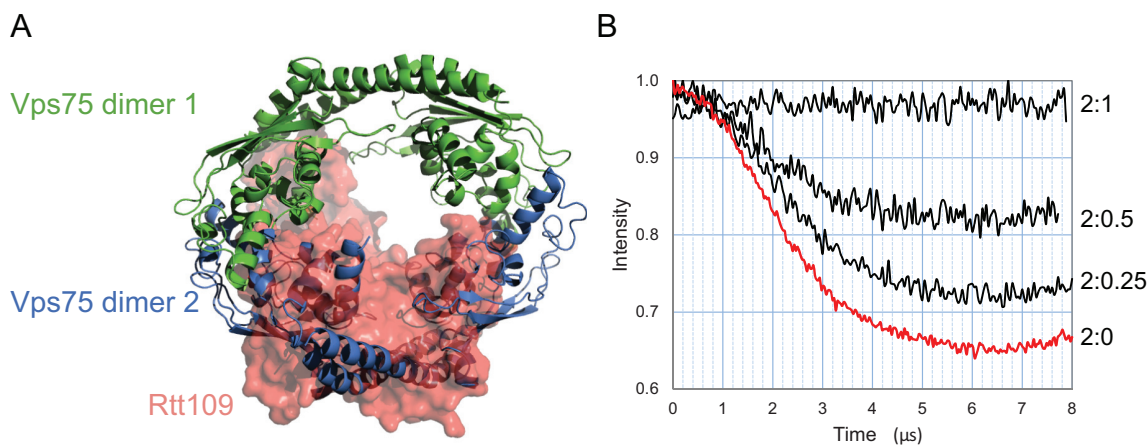 A
Vps75 dimer 1
Vps75 dimer 2
Rtt109
B
Intensity
1.0
0.9
0.8
0.7
0.6
0
1
2
3
4
5
6
7
8
Time (μs)
2:1
2:0.5
2:0.25
2:0